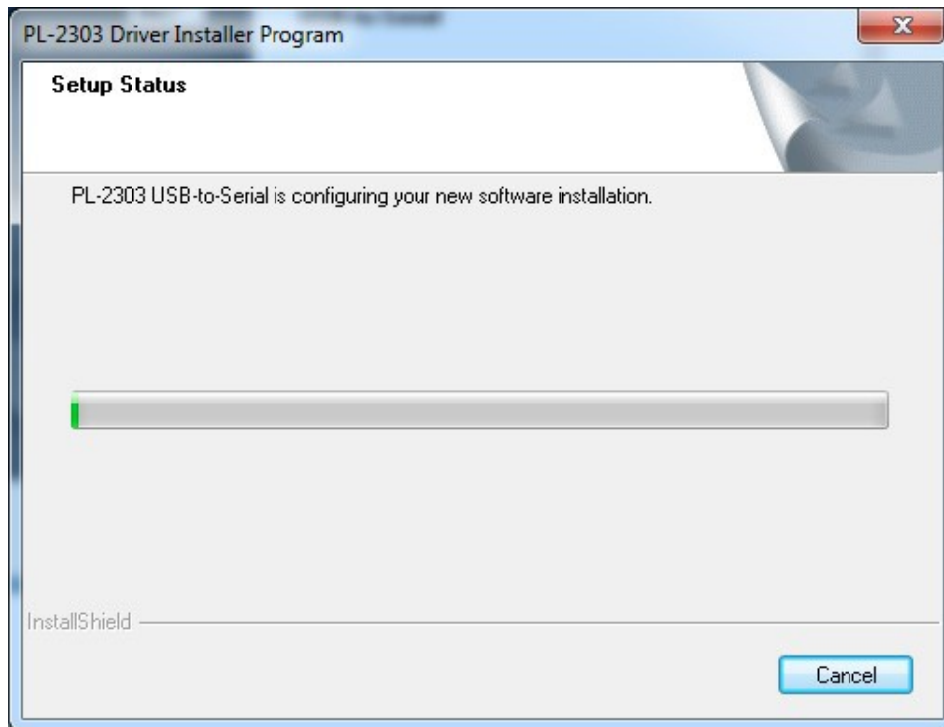 PL-2303 Driver Installer Program
Setup Status
PL-2303 USB-to-Serial is configuring your new software installation.
InstallShield
Cancel